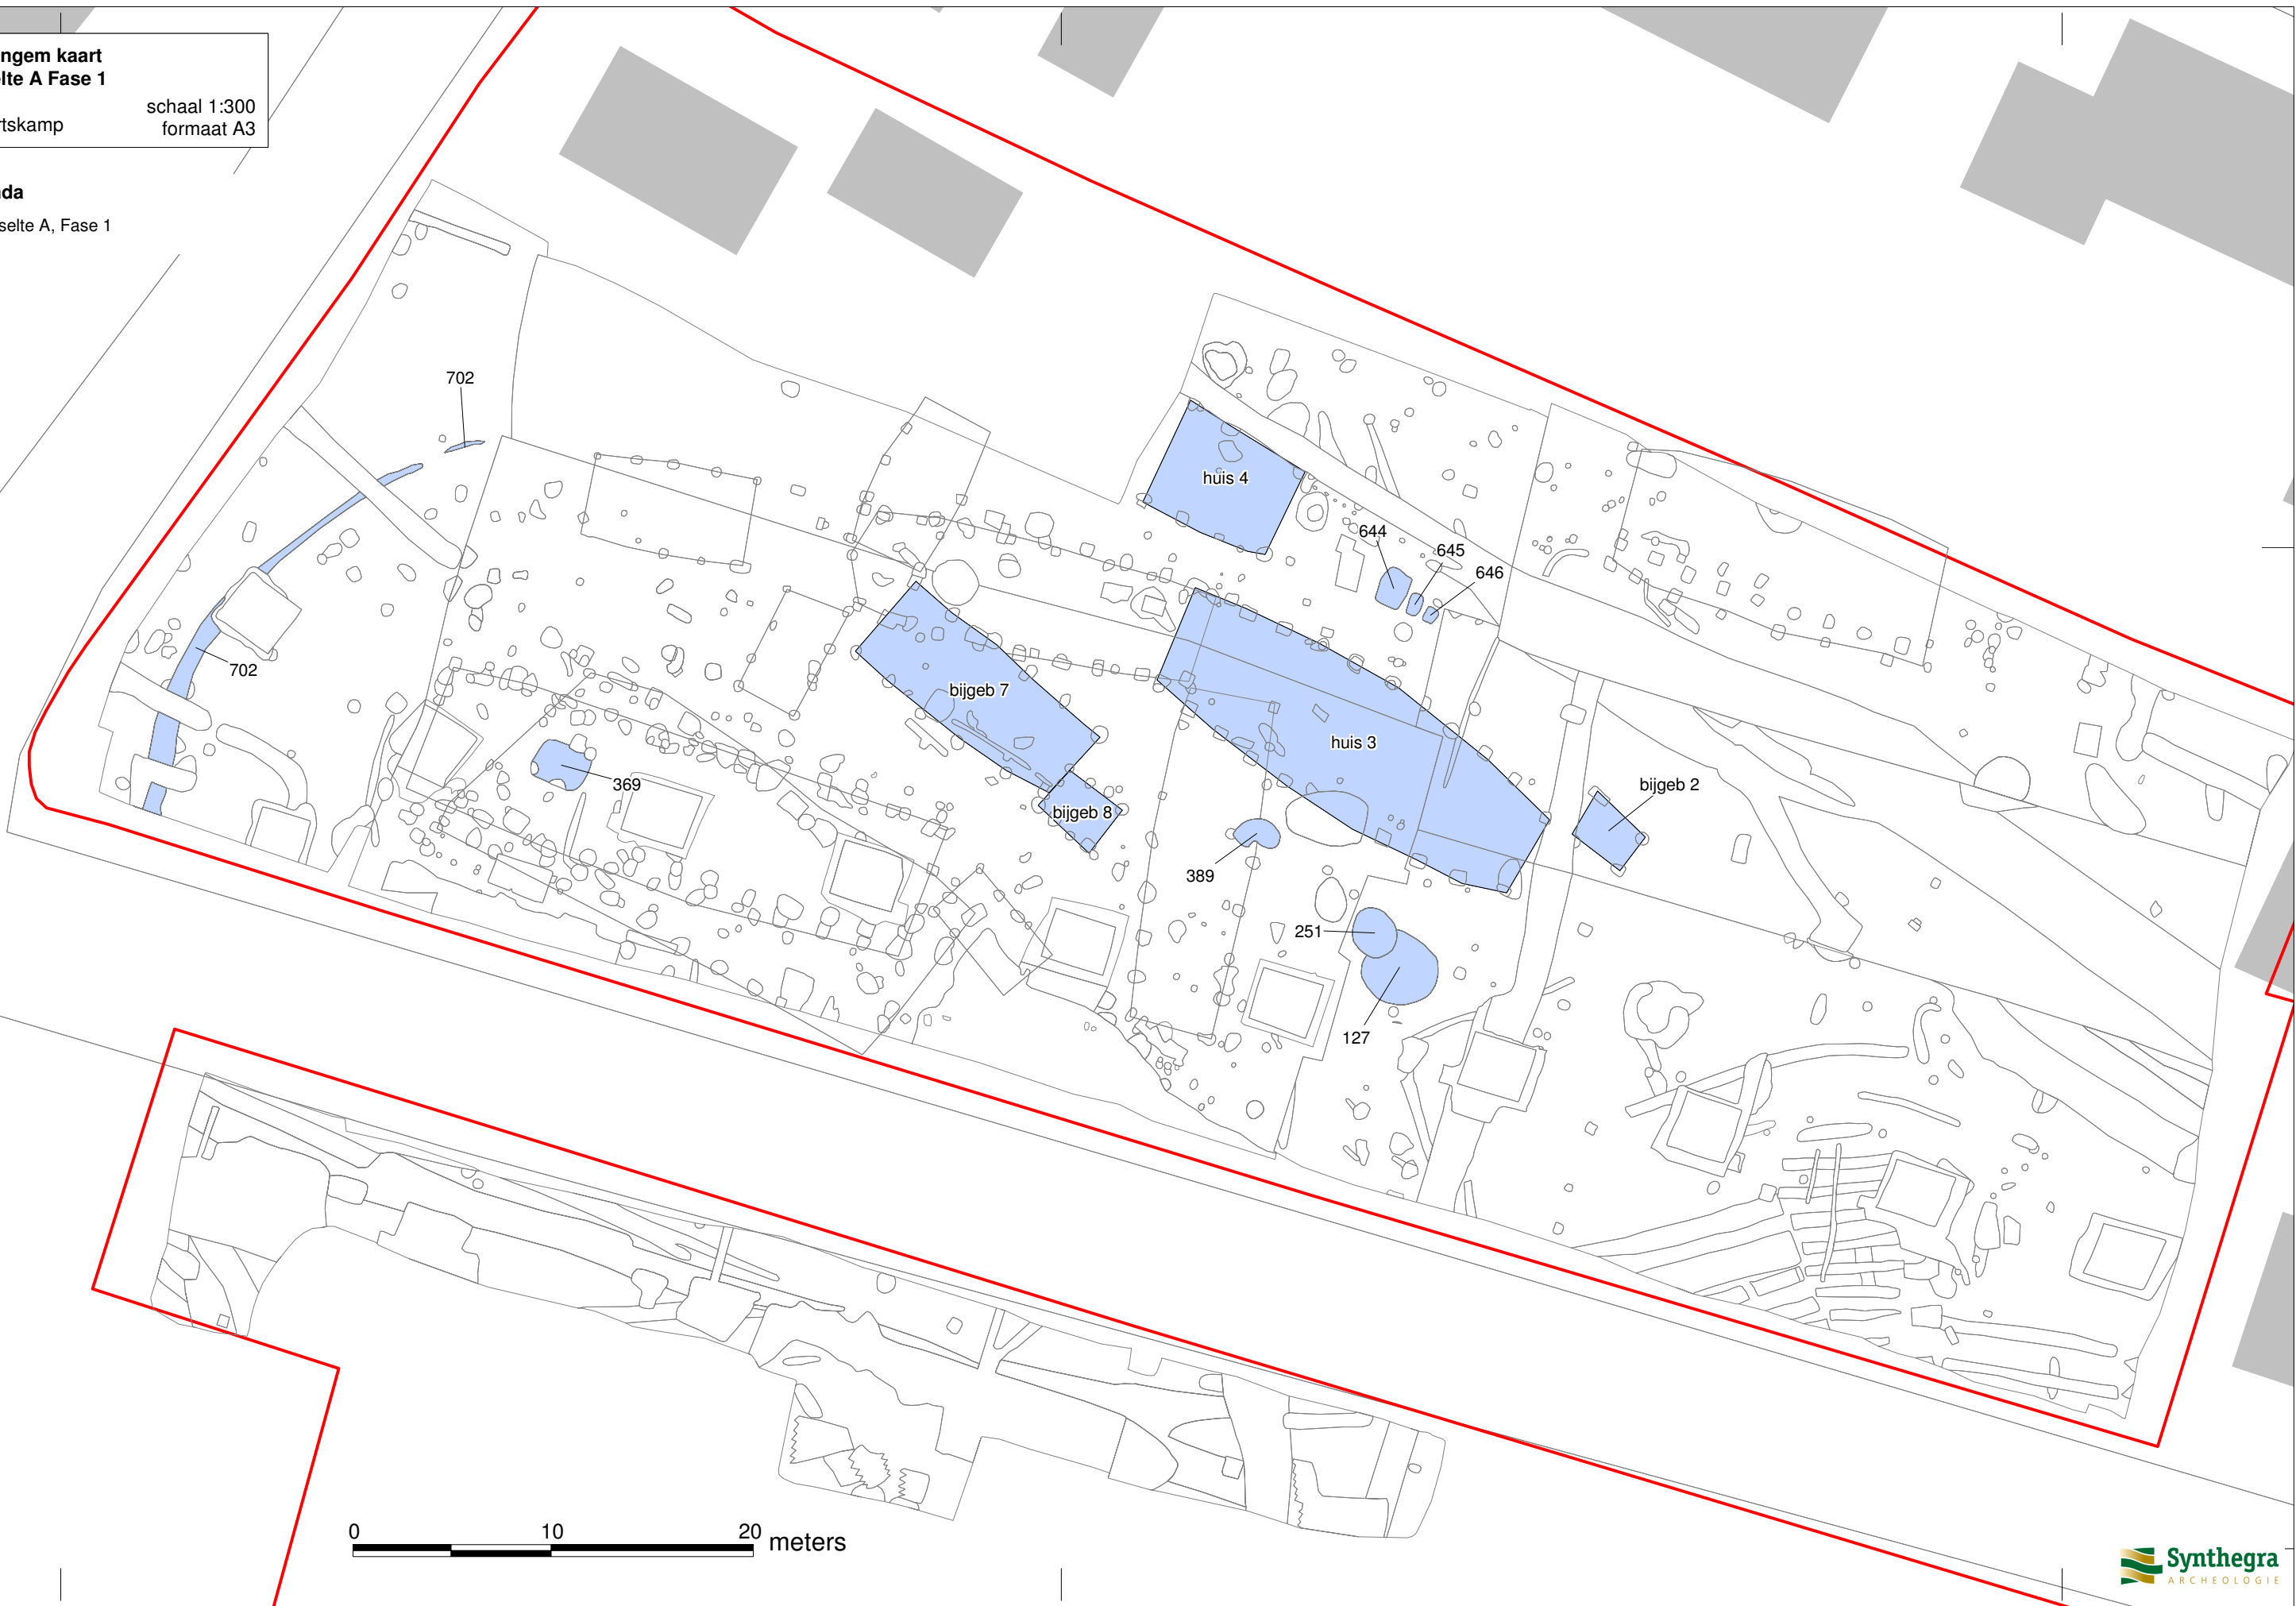 ngem kaart
elte A Fase 1
schaal 1:300
rtskamp
formaat A3
nda
selte A, Fase 1
702
huis 4
644
645
646
702
bijgeb 7
huis 3
369
bijgeb 2
bijgeb 8
389
251
127
0 10 20 meters
Synthegra
ARCHEOLOGIE